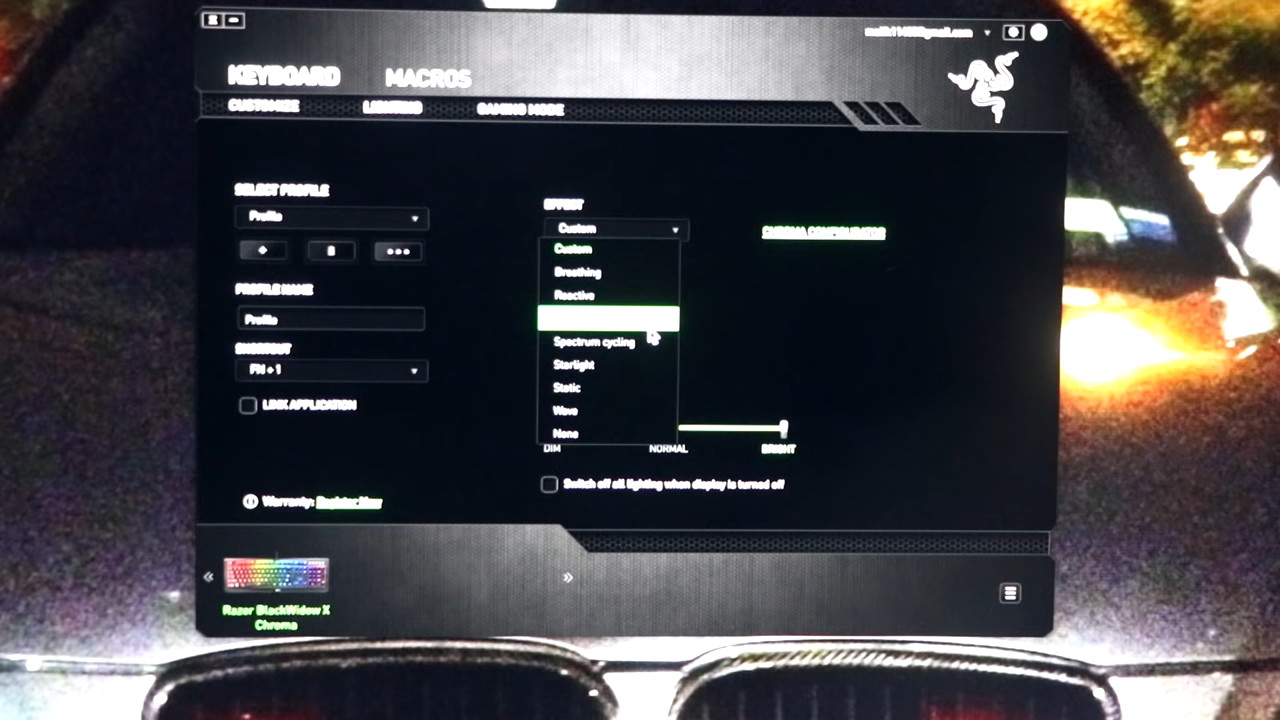 KEYBOARD
MACROS
CUSTOMIZE
LIGHTING
GAMING MODE
SELECT PROFILE
Profile
PROFILE NAME
Profile
SHORTCUT
FN + 1
LINK APPLICATION
Warranty: Register Now
EFFECT
Custom
Custom
Breathing
Reactive
Spectrum cycling
Starlight
Static
Wave
None
DIM
NORMAL
BRIGHT
Switch off all lighting when display is turned off
CHROMA CONFIGURATOR
Razer BlackWidow X
Chroma